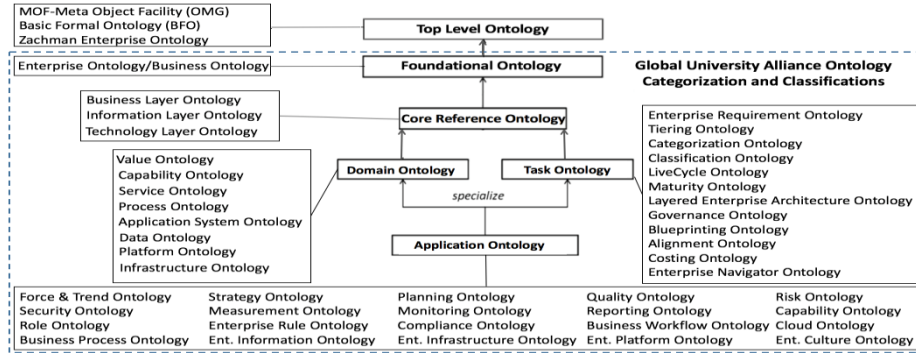 MOF-Meta Object Facility (OMG)
Basic Formal Ontology (BFO)
Zachman Enterprise Ontology
Top Level Ontology
Enterprise Ontology/Business Ontology
Foundational Ontology
Global University Alliance Ontology
Categorization and Classifications
Business Layer Ontology
Information Layer Ontology
Technology Layer Ontology
Core Reference Ontology
Enterprise Requirement Ontology
Tiering Ontology
Categorization Ontology
Classification Ontology
LiveCycle Ontology
Maturity Ontology
Layered Enterprise Architecture Ontology
Governance Ontology
Blueprinting Ontology
Alignment Ontology
Costing Ontology
Enterprise Navigator Ontology
Value Ontology
Capability Ontology
Service Ontology
Process Ontology
Application System Ontology
Data Ontology
Platform Ontology
Infrastructure Ontology
Domain Ontology
Task Ontology
specialize
Application Ontology
Force & Trend Ontology Strategy Ontology Planning Ontology Quality Ontology Risk Ontology
Security Ontology Measurement Ontology Monitoring Ontology Reporting Ontology Capability Ontology
Role Ontology Enterprise Rule Ontology Compliance Ontology Business Workflow Ontology Cloud Ontology
Business Process Ontology Ent. Information Ontology Ent. Infrastructure Ontology Ent. Platform Ontology Ent. Culture Ontology